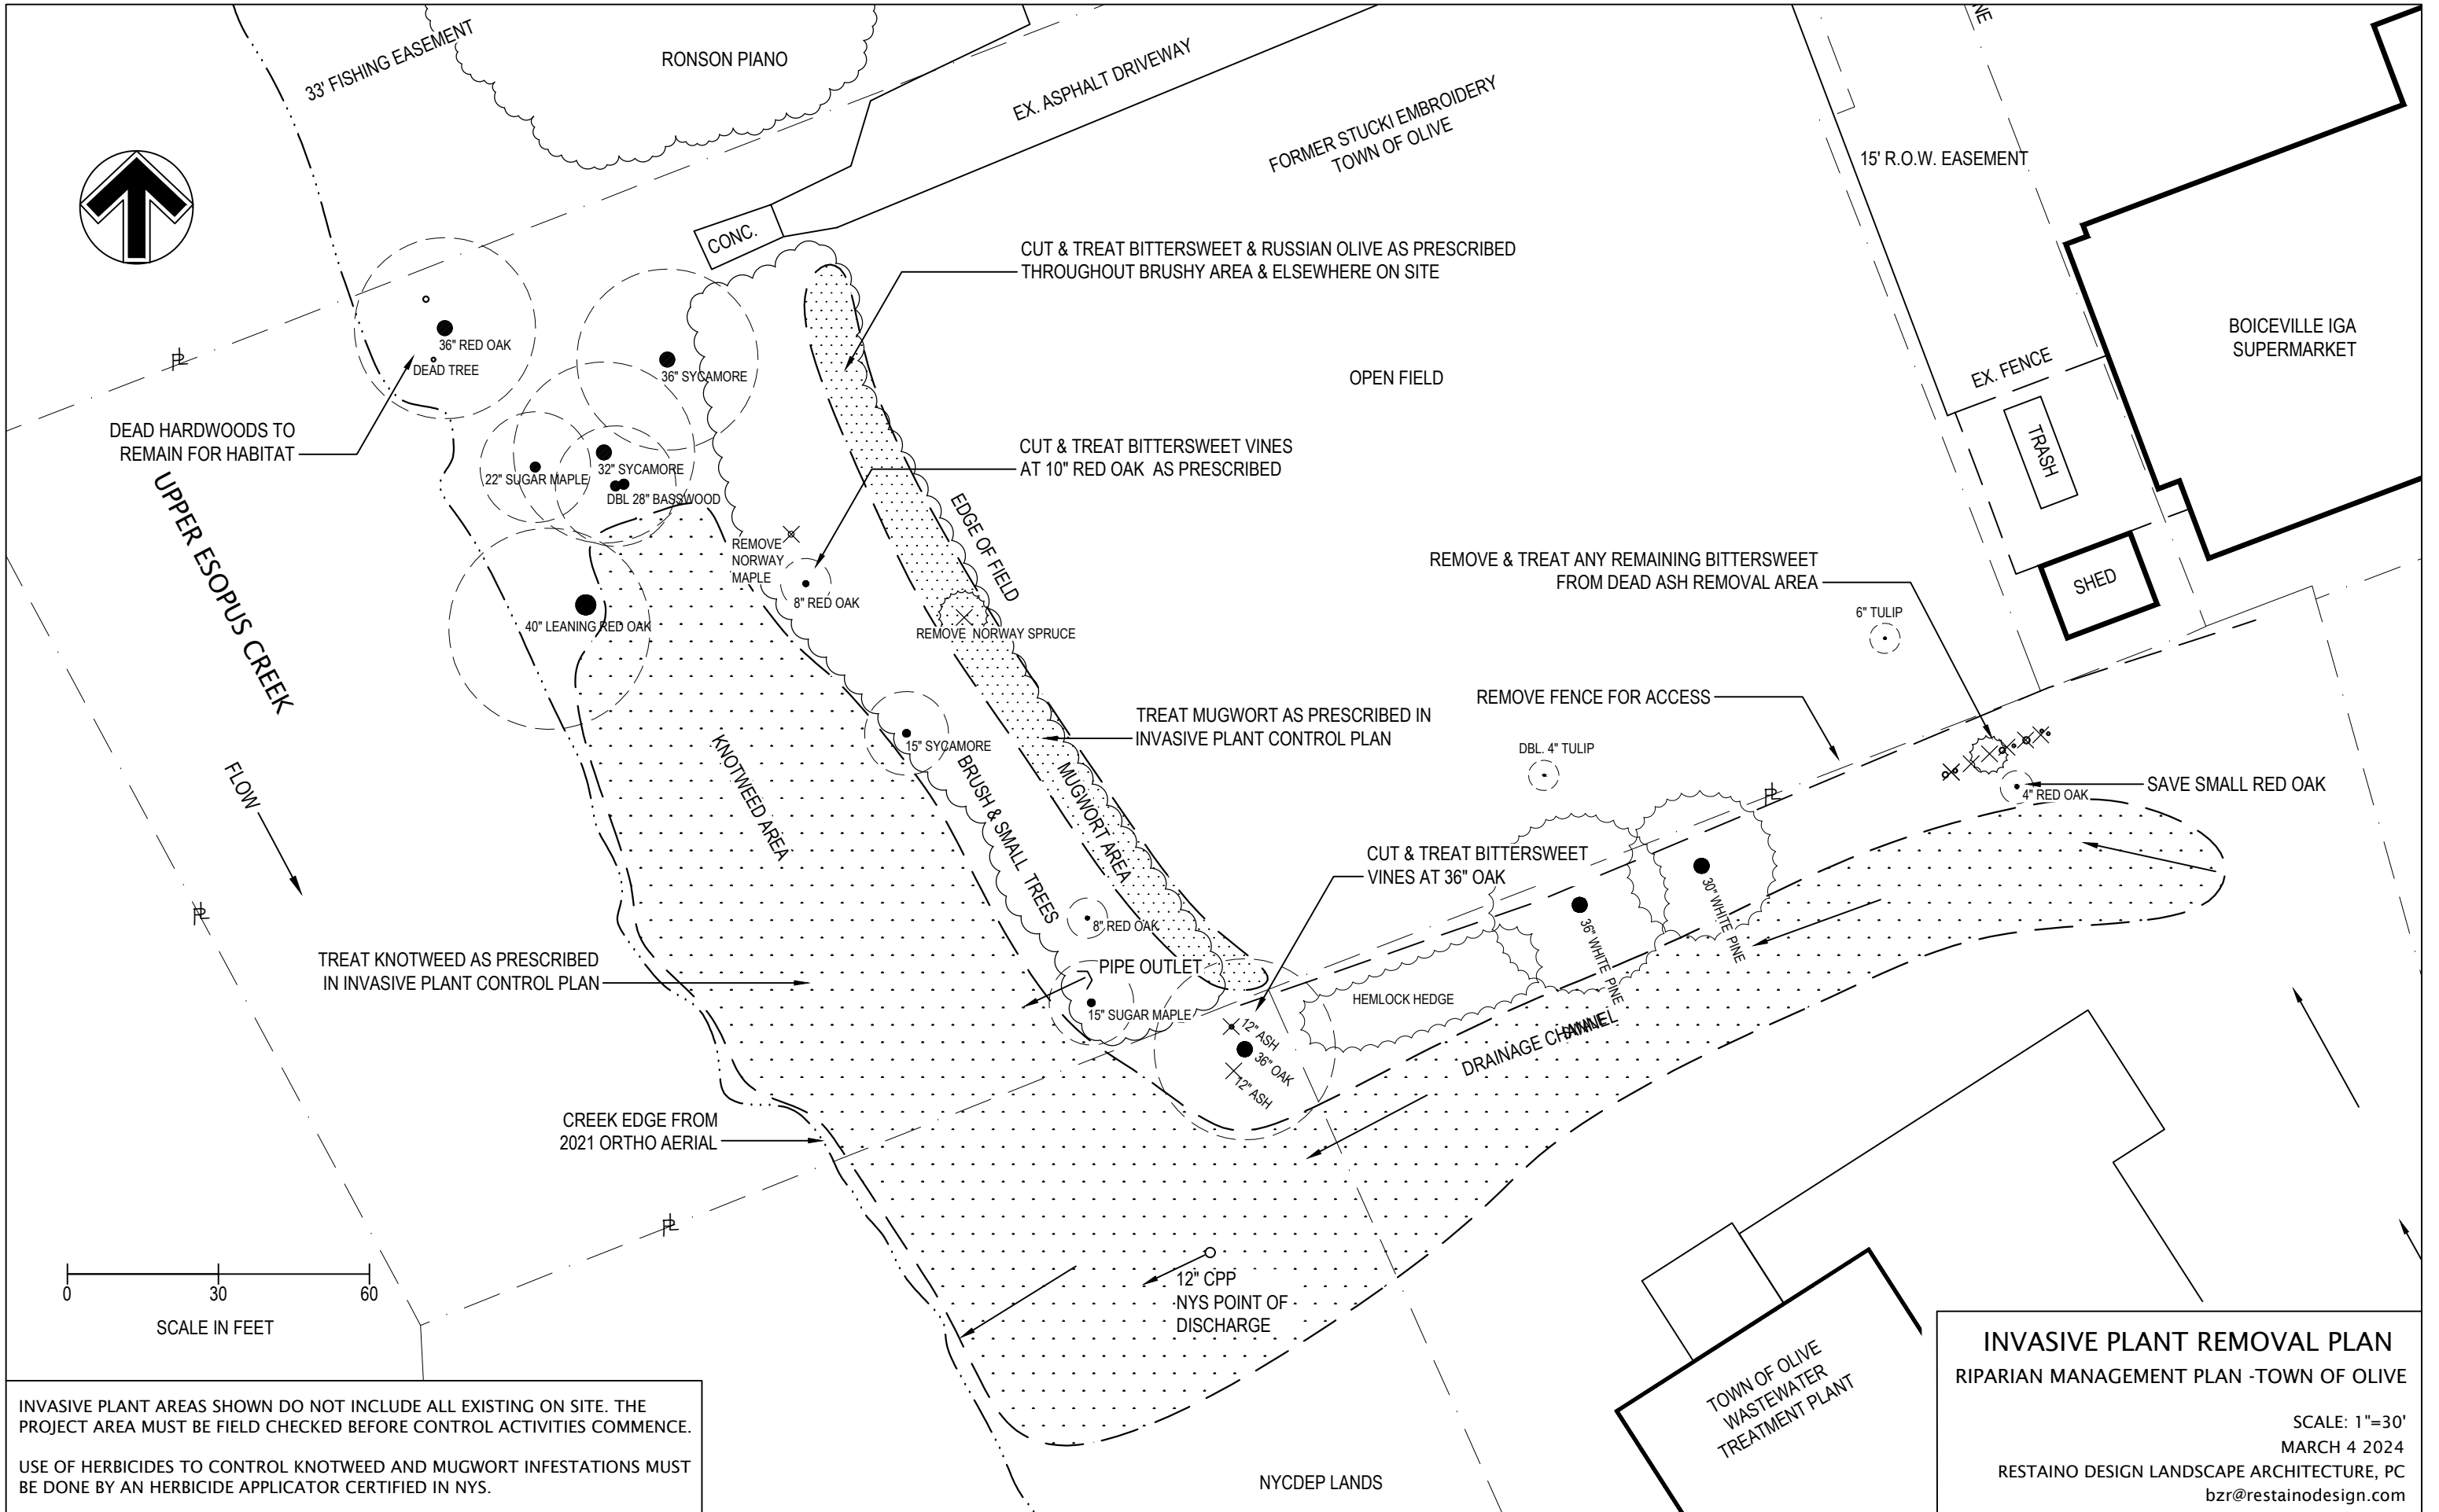 33' FISHING EASEMENT
RONSON PIANO
EX. ASPHALT DRIVEWAY
FORMER STUCKI EMBROIDERY
TOWN OF OLIVE
NE
15' R.O.W. EASEMENT
CONC.
CUT & TREAT BITTERSWEET & RUSSIAN OLIVE AS PRESCRIBED
THROUGHOUT BRUSHY AREA & ELSEWHERE ON SITE
BOICEVILLE IGA
SUPERMARKET
36" RED OAK
DEAD TREE
36" SYCAMORE
OPEN FIELD
EX. FENCE
TRASH
DEAD HARDWOODS TO
REMAIN FOR HABITAT
PL
UPPER ESOPUS CREEK
22" SUGAR MAPLE
32" SYCAMORE
DBL 28" BASSWOOD
CUT & TREAT BITTERSWEET VINES
AT 10" RED OAK AS PRESCRIBED
EDGE OF FIELD
REMOVE
NORWAY
MAPLE
8" RED OAK
REMOVE & TREAT ANY REMAINING BITTERSWEET
FROM DEAD ASH REMOVAL AREA
SHED
6" TULIP
40" LEANING RED OAK
REMOVE NORWAY SPRUCE
REMOVE FENCE FOR ACCESS
TREAT MUGWORT AS PRESCRIBED IN
INVASIVE PLANT CONTROL PLAN
15" SYCAMORE
DBL. 4" TULIP
KNOTWEED AREA
BRUSH & SMALL TREES
MUGWORT AREA
FLOW
PL
SAVE SMALL RED OAK
4" RED OAK
CUT & TREAT BITTERSWEET
VINES AT 36" OAK
30" WHITE PINE
36" WHITE PINE
PL
8" RED OAK
TREAT KNOTWEED AS PRESCRIBED
IN INVASIVE PLANT CONTROL PLAN
PIPE OUTLET
15" SUGAR MAPLE
HEMLOCK HEDGE
12" ASH
36" OAK
12" ASH
DRAINAGE CHANNEL
CREEK EDGE FROM
2021 ORTHO AERIAL
PL
12" CPP
NYS POINT OF
DISCHARGE
0 30 60
SCALE IN FEET
TOWN OF OLIVE
WASTEWATER
TREATMENT PLANT
NYCDEP LANDS
INVASIVE PLANT AREAS SHOWN DO NOT INCLUDE ALL EXISTING ON SITE. THE
PROJECT AREA MUST BE FIELD CHECKED BEFORE CONTROL ACTIVITIES COMMENCE.
USE OF HERBICIDES TO CONTROL KNOTWEED AND MUGWORT INFESTATIONS MUST
BE DONE BY AN HERBICIDE APPLICATOR CERTIFIED IN NYS.
INVASIVE PLANT REMOVAL PLAN
RIPARIAN MANAGEMENT PLAN -TOWN OF OLIVE
SCALE: 1"=30'
MARCH 4 2024
RESTAINO DESIGN LANDSCAPE ARCHITECTURE, PC
bzr@restainodesign.com